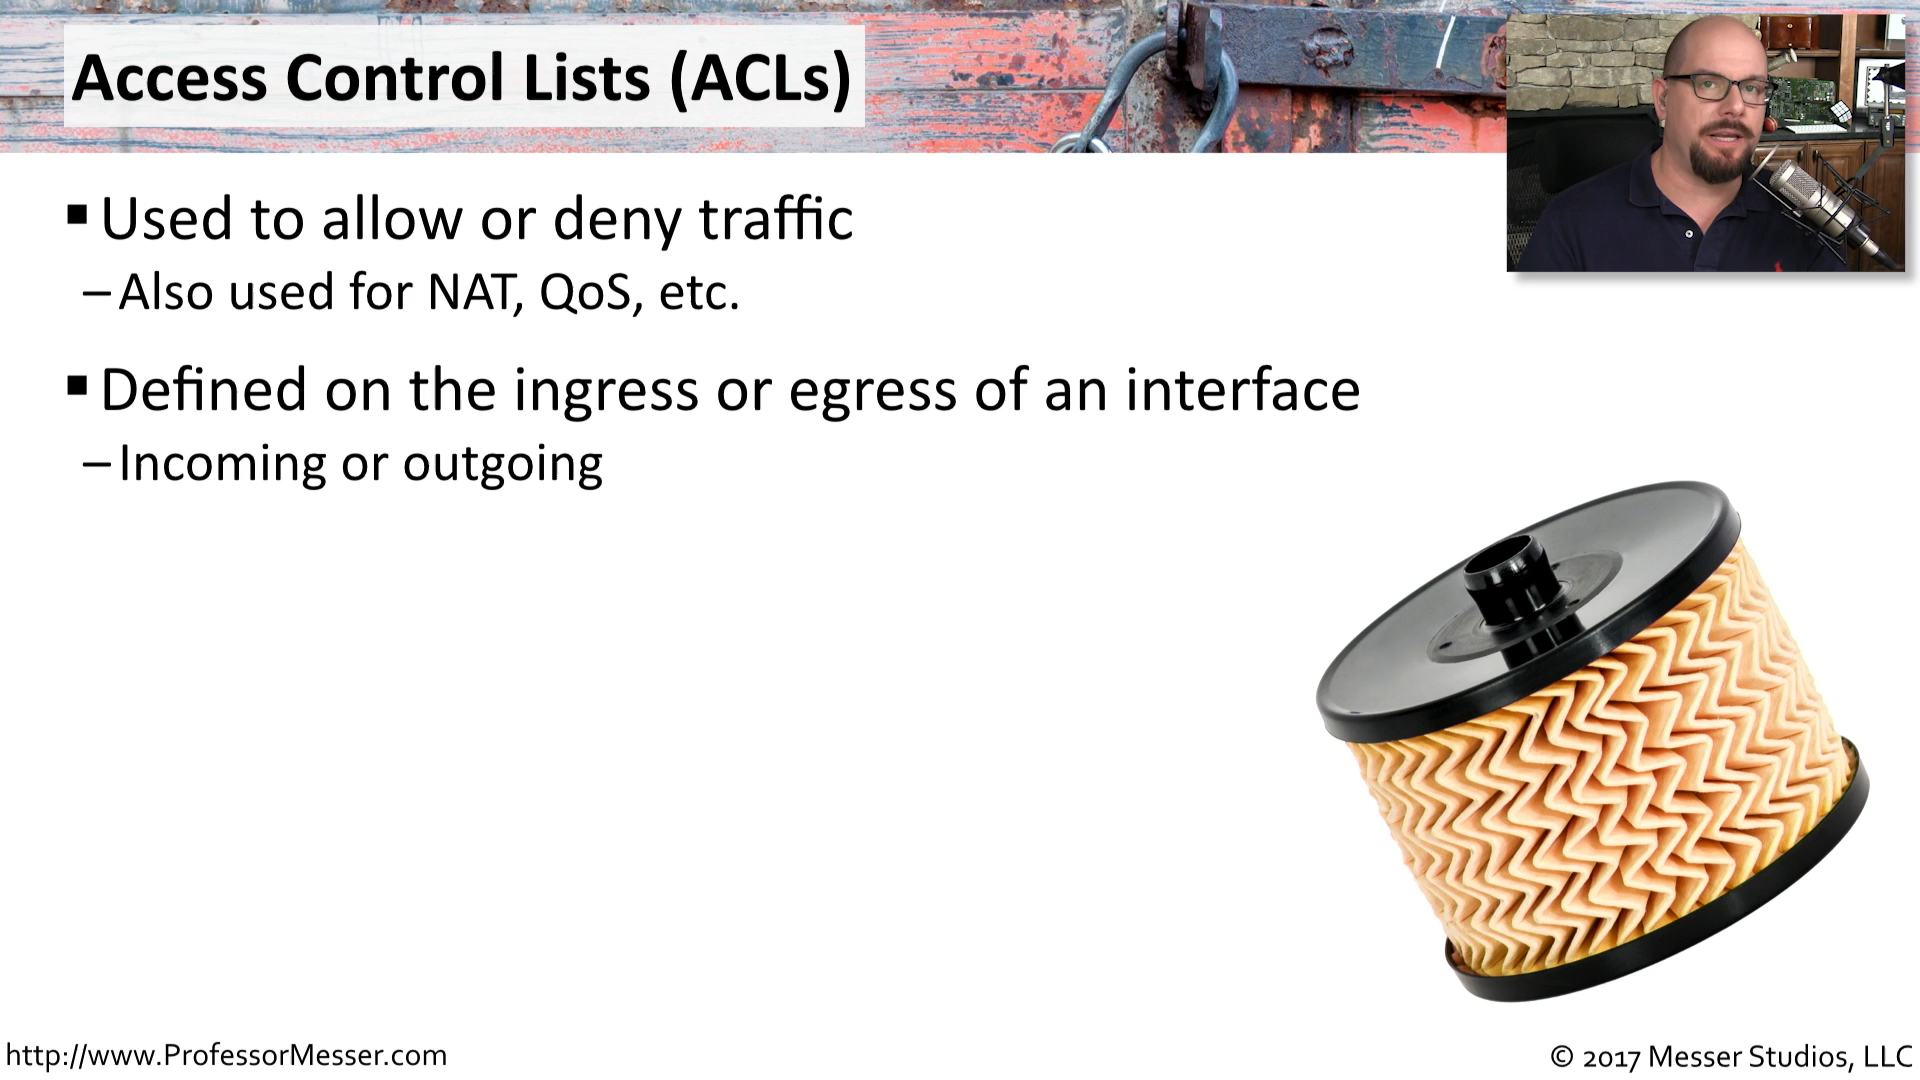 Access Control Lists (ACLs)
▪ Used to allow or deny traffic
– Also used for NAT, QoS, etc.
▪ Defined on the ingress or egress of an interface
– Incoming or outgoing
http://www.ProfessorMesser.com
© 2017 Messer Studios, LLC